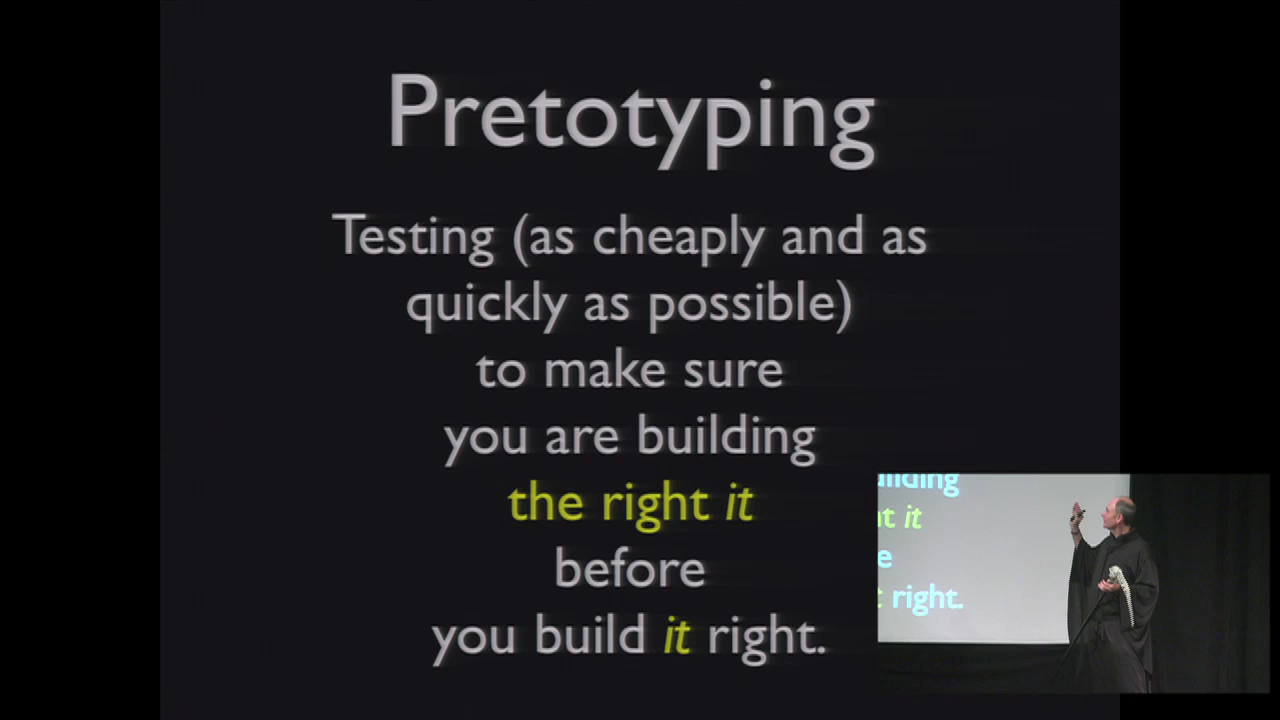 Pretotyping
Testing (as cheaply and as
quickly as possible)
to make sure
you are building
the right it
before
you build it right.
it
right.